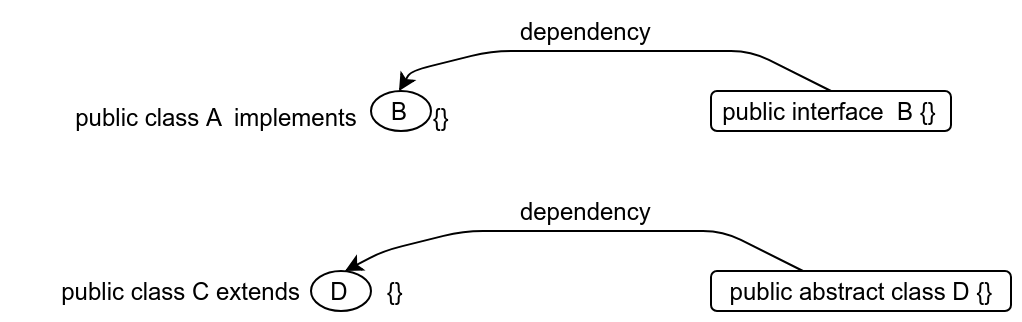 dependency
public class A  implements B {} public interface  B {}
dependency
public class C extends D {} public abstract class D {}